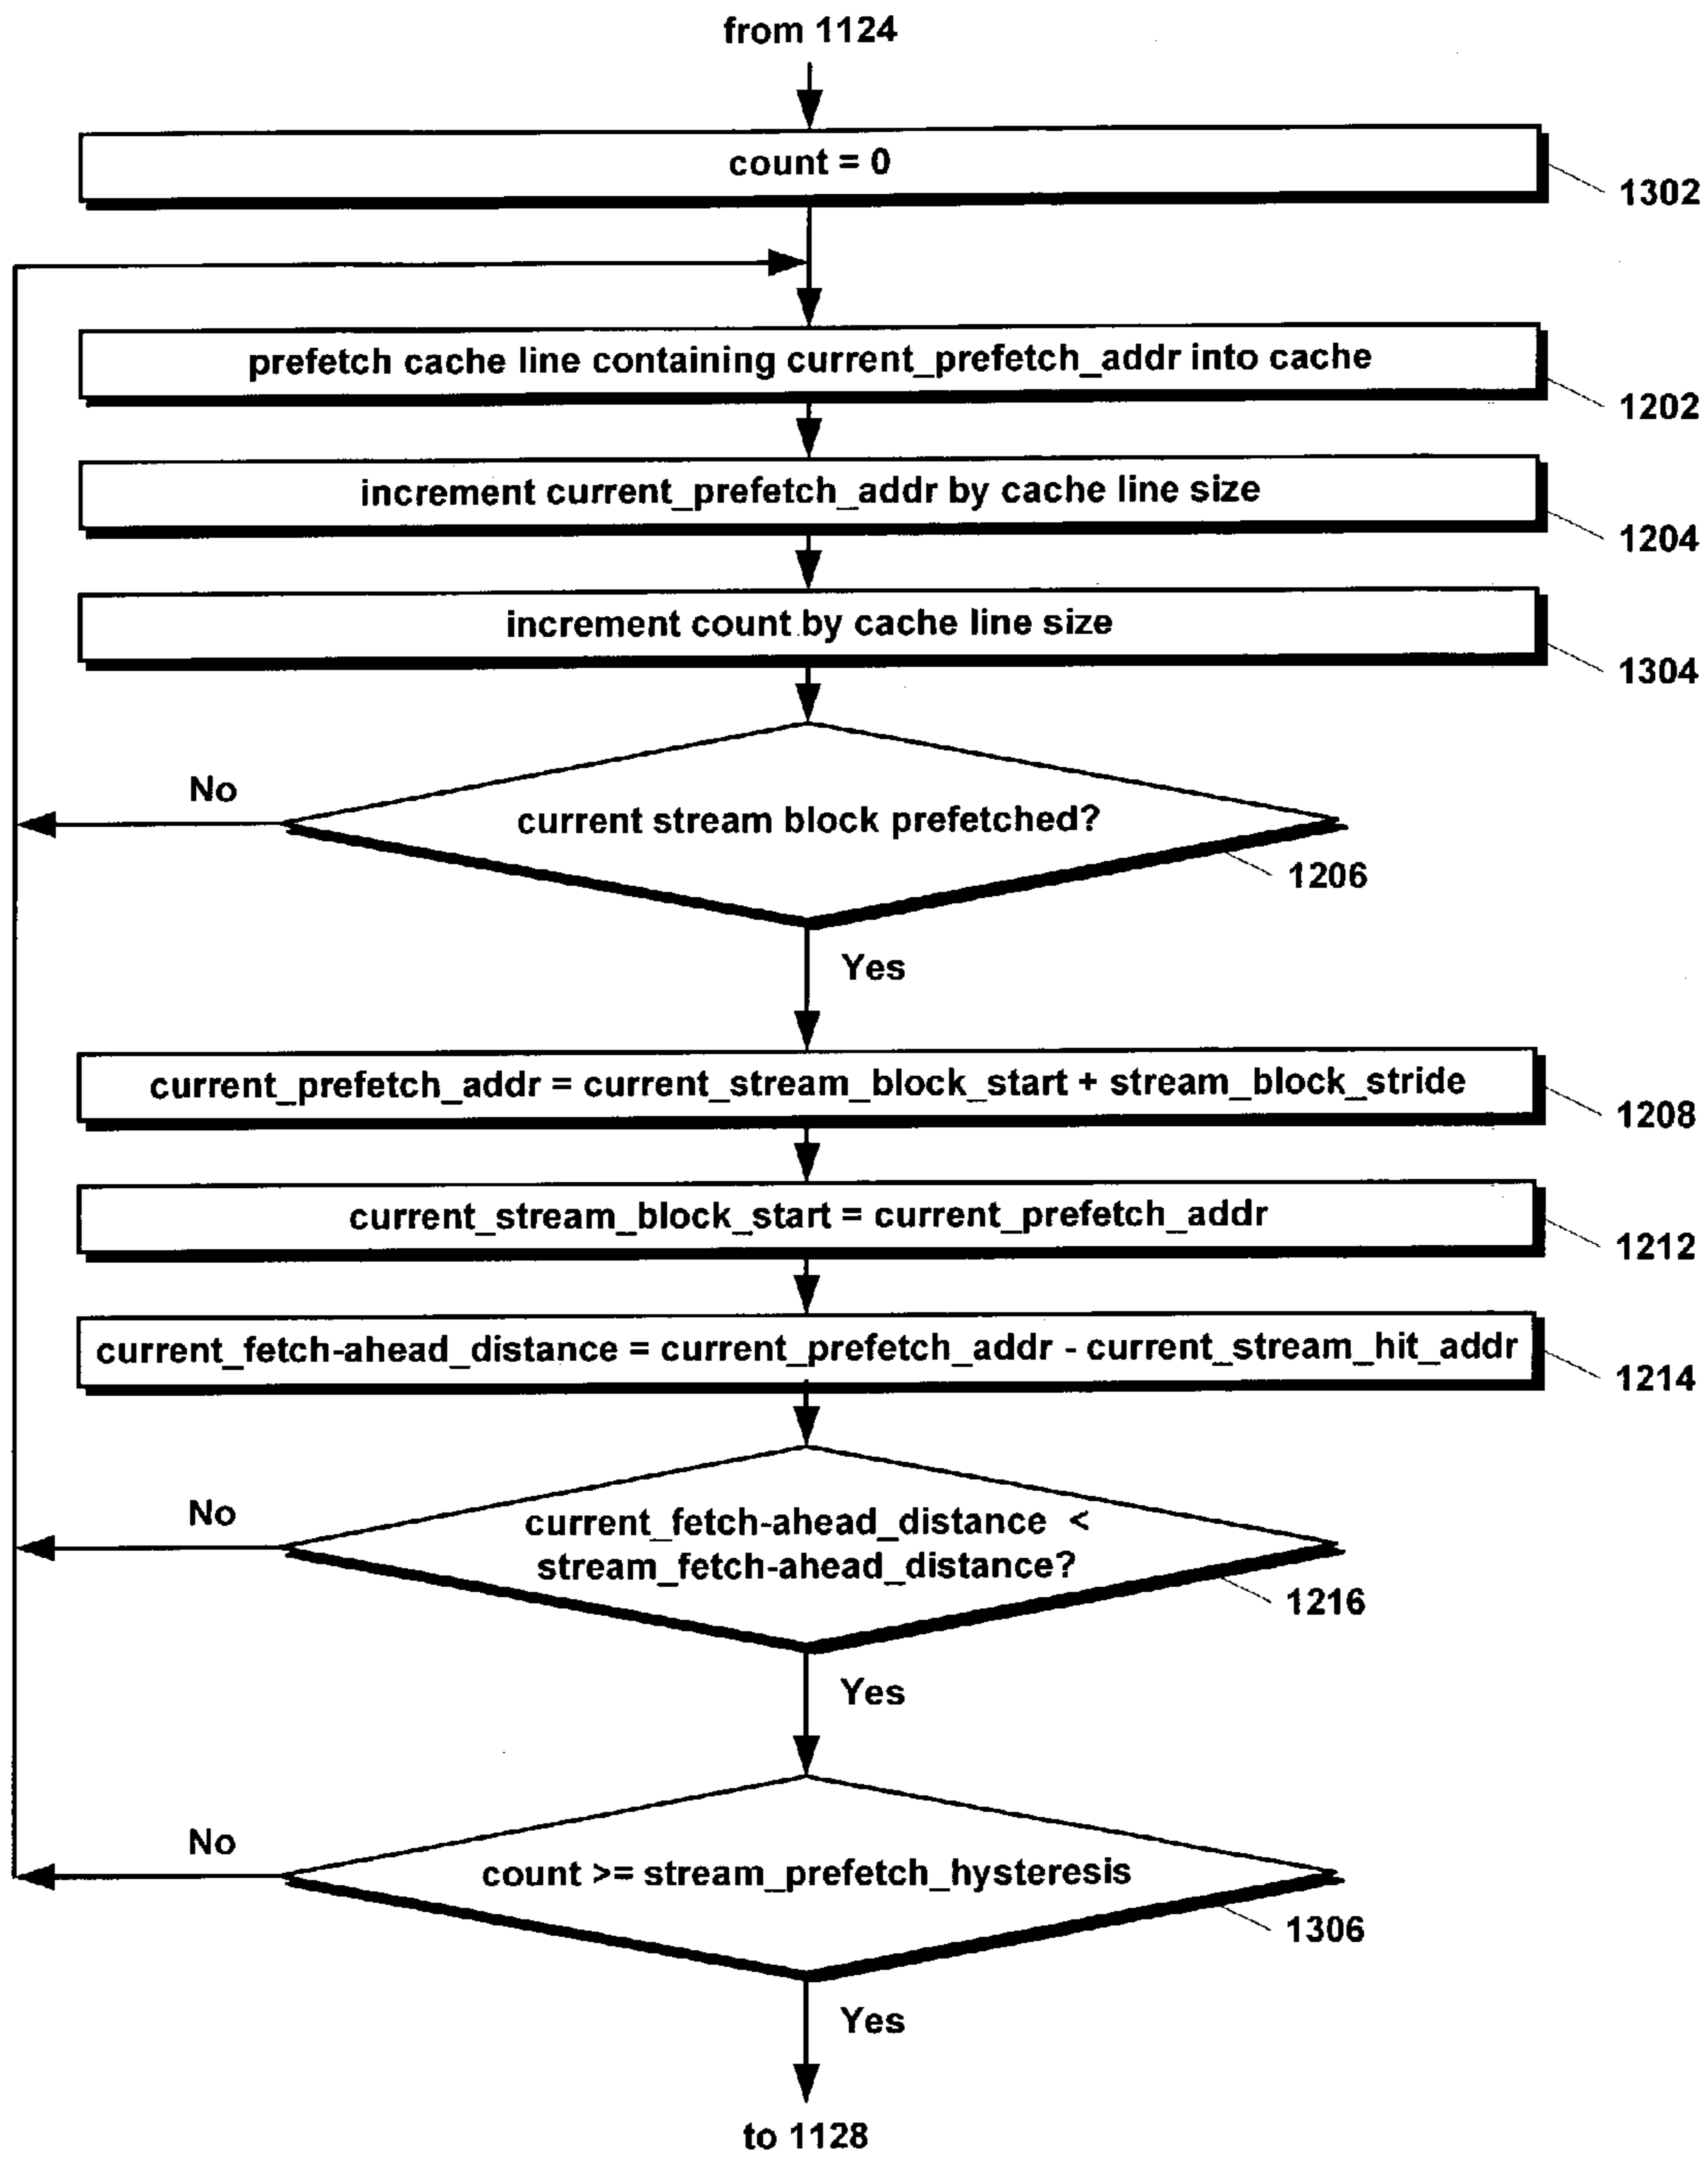 from 1124
count = 0
1302
prefetch cache line containing current_prefetch_addr into cache
1202
increment current_prefetch_addr by cache line size
1204
increment count by cache line size
1304
No
current stream block prefetched?
1206
Yes
current_prefetch_addr = current_stream_block_start + stream_block_stride
1208
current_stream_block_start = current_prefetch_addr
1212
current_fetch-ahead_distance = current_prefetch_addr - current_stream_hit_addr
1214
No
current_fetch-ahead_distance <
stream_fetch-ahead_distance?
1216
Yes
No
count >= stream_prefetch_hysteresis
1306
Yes
to 1128